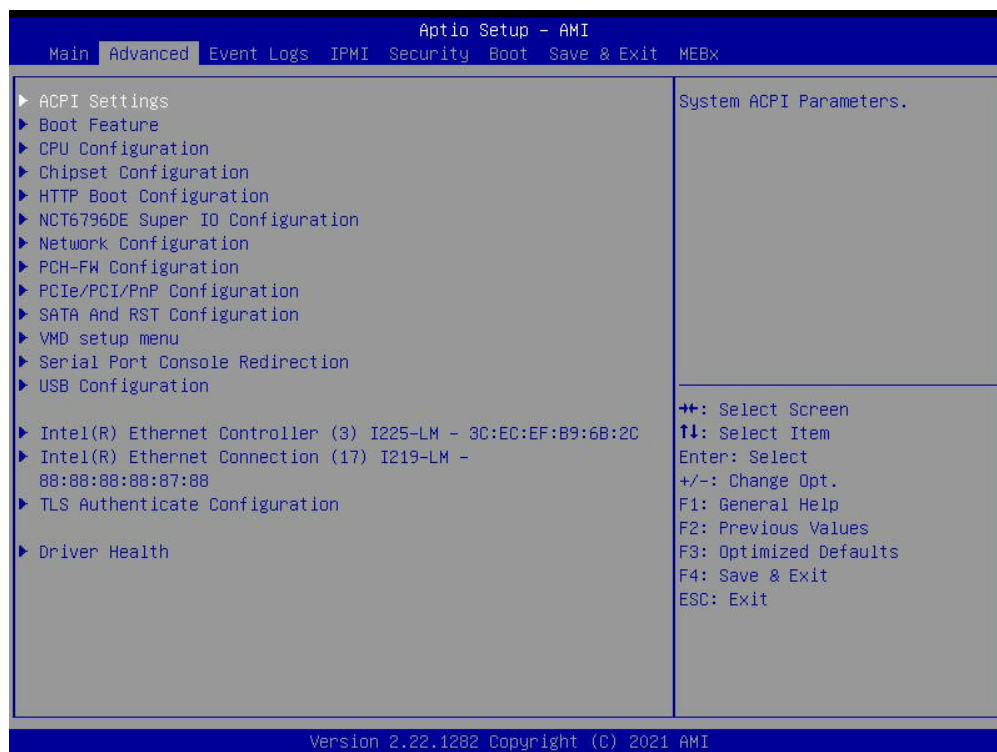 Aptio Setup - AMI
Main Advanced Event Logs IPMI Security Boot Save & Exit MEBx
▶ ACPI Settings
▶ Boot Feature
▶ CPU Configuration
▶ Chipset Configuration
▶ HTTP Boot Configuration
▶ NCT6796DE Super IO Configuration
▶ Network Configuration
▶ PCH-FW Configuration
▶ PCIe/PCI/PnP Configuration
▶ SATA And RST Configuration
▶ VMD setup menu
▶ Serial Port Console Redirection
▶ USB Configuration
▶ Intel(R) Ethernet Controller (3) I225-LM - 3C:EC:EF:B9:6B:2C
▶ Intel(R) Ethernet Connection (17) I219-LM -
88:88:88:88:87:88
▶ TLS Authenticate Configuration
▶ Driver Health
System ACPI Parameters.
→←: Select Screen
↑↓: Select Item
Enter: Select
+/-: Change Opt.
F1: General Help
F2: Previous Values
F3: Optimized Defaults
F4: Save & Exit
ESC: Exit
Version 2.22.1282 Copyright (C) 2021 AMI